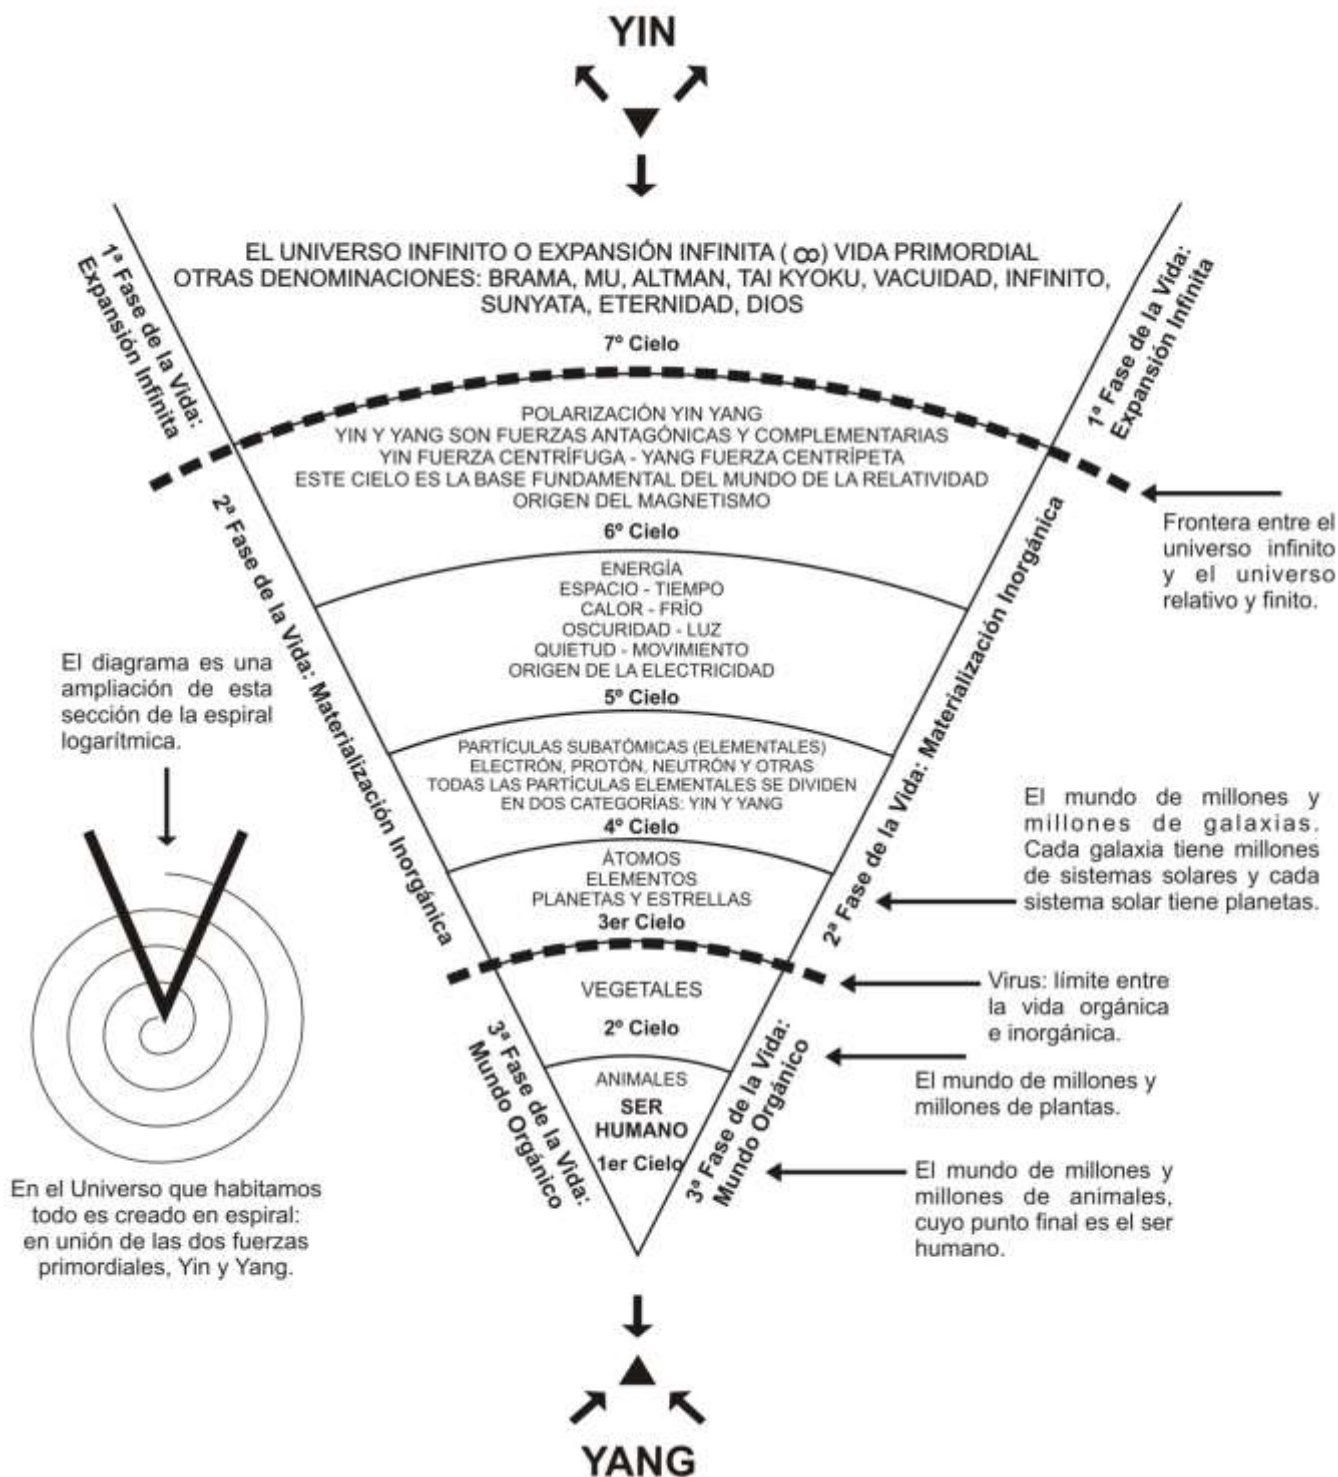 YIN
EL UNIVERSO INFINITO O EXPANSIÓN INFINITA ( ∞ ) VIDA PRIMORDIAL
OTRAS DENOMINACIONES: BRAMA, MU, ALTMAN, TAI KYOKU, VACUIDAD, INFINITO,
SUNYATA, ETERNIDAD, DIOS
7º Cielo
1ª Fase de la Vida:
Expansión Infinita
1ª Fase de la Vida:
Expansión Infinita
POLARIZACIÓN YIN YANG
YIN Y YANG SON FUERZAS ANTAGÓNICAS Y COMPLEMENTARIAS
YIN FUERZA CENTRÍFUGA - YANG FUERZA CENTRÍPETA
ESTE CIELO ES LA BASE FUNDAMENTAL DEL MUNDO DE LA RELATIVIDAD
ORIGEN DEL MAGNETISMO
6º Cielo
Frontera entre el
universo infinito
y el universo
relativo y finito.
2ª Fase de la Vida: Materialización Inorgánica
2ª Fase de la Vida: Materialización Inorgánica
ENERGÍA
ESPACIO - TIEMPO
CALOR - FRÍO
OSCURIDAD - LUZ
QUIETUD - MOVIMIENTO
ORIGEN DE LA ELECTRICIDAD
5º Cielo
El diagrama es una
ampliación de esta
sección de la espiral
logarítmica.
PARTÍCULAS SUBATÓMICAS (ELEMENTALES)
ELECTRÓN, PROTÓN, NEUTRÓN Y OTRAS
TODAS LAS PARTÍCULAS ELEMENTALES SE DIVIDEN
EN DOS CATEGORÍAS: YIN Y YANG
4º Cielo
El mundo de millones y
millones de galaxias.
Cada galaxia tiene millones
de sistemas solares y cada
sistema solar tiene planetas.
ÁTOMOS
ELEMENTOS
PLANETAS Y ESTRELLAS
3er Cielo
Virus: límite entre
la vida orgánica
e inorgánica.
VEGETALES
2º Cielo
3ª Fase de la Vida:
Mundo Orgánico
3ª Fase de la Vida:
Mundo Orgánico
El mundo de millones y
millones de plantas.
ANIMALES
SER
HUMANO
1er Cielo
El mundo de millones y
millones de animales,
cuyo punto final es el ser
humano.
En el Universo que habitamos
todo es creado en espiral:
en unión de las dos fuerzas
primordiales, Yin y Yang.
YANG